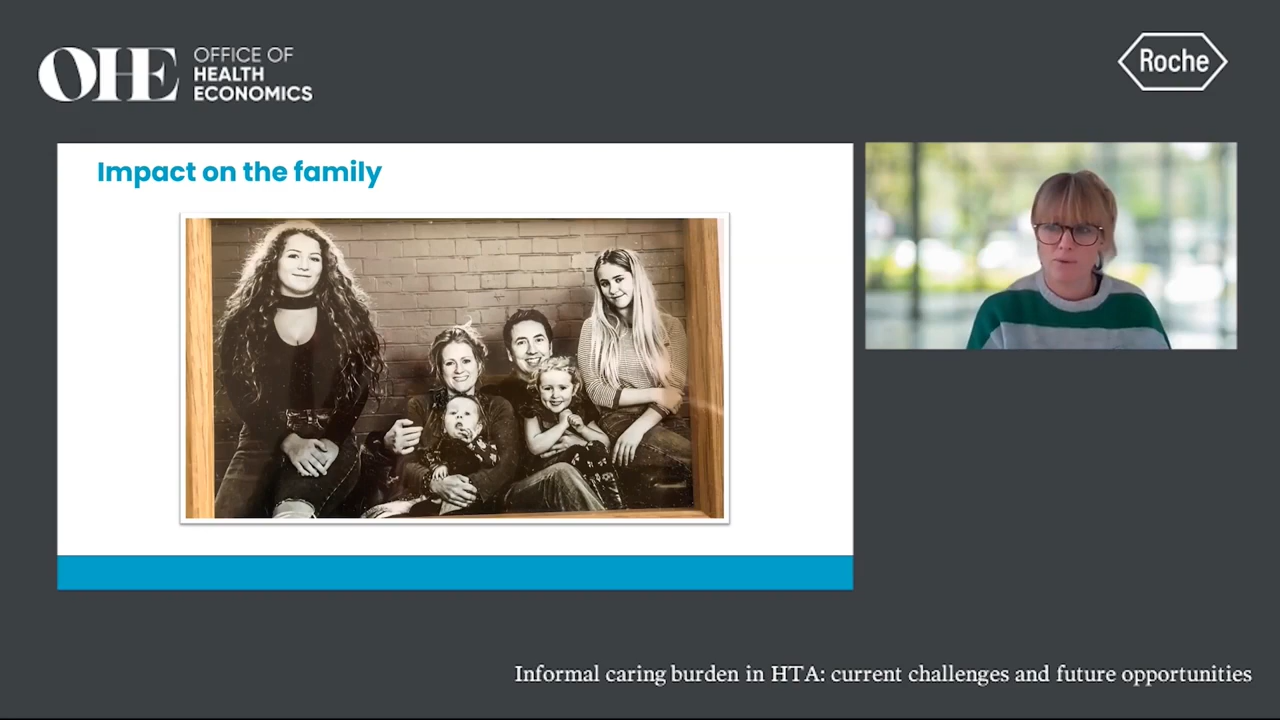 OHE
OFFICE OF
HEALTH
ECONOMICS
Roche
Impact on the family
Informal caring burden in HTA: current challenges and future opportunities